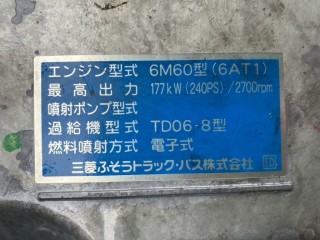 エンジン型式 6M60型(6AT1)
最高出力 177kW(240PS)/2700rpm
噴射ポンプ型式
過給機型式 TD06-8型
燃料噴射方式 電子式
三菱ふそうトラック・バス株式会社